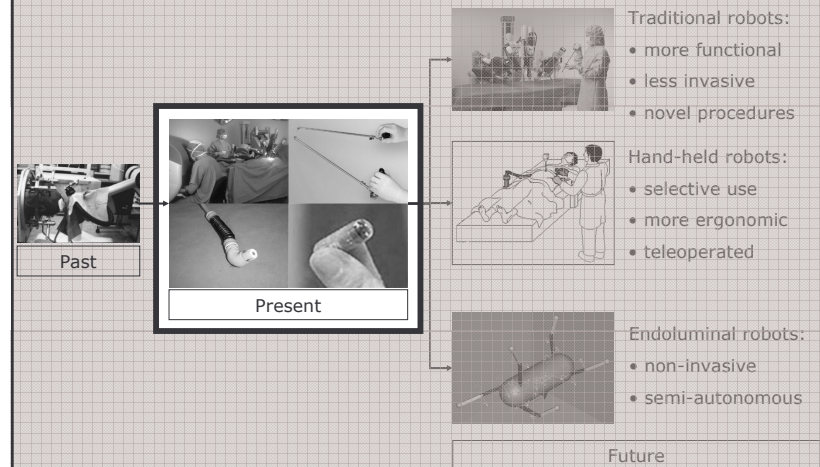 Past
Present
Traditional robots:
• more functional
• less invasive
• novel procedures
Hand-held robots:
• selective use
• more ergonomic
• teleoperated
Endoluminal robots:
• non-invasive
• semi-autonomous
Future